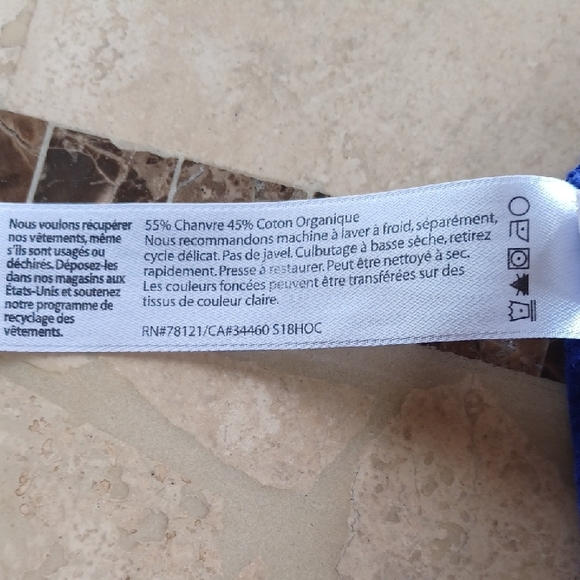 Nous voulons récupérer
nos vêtements, même
s'ils sont usagés ou
déchirés. Déposez-les
dans nos magasins aux
États-Unis et soutenez
notre programme de
recyclage des
vêtements.
55% Chanvre 45% Coton Organique
Nous recommandons machine à laver à froid, séparément,
cycle délicat. Pas de javel. Culbutage à basse sèche, retirez
rapidement. Presse à restaurer. Peut être nettoyé à sec.
Les couleurs foncées peuvent être transférées sur des
tissus de couleur claire.
RN#78121/CA#34460 S18HOC